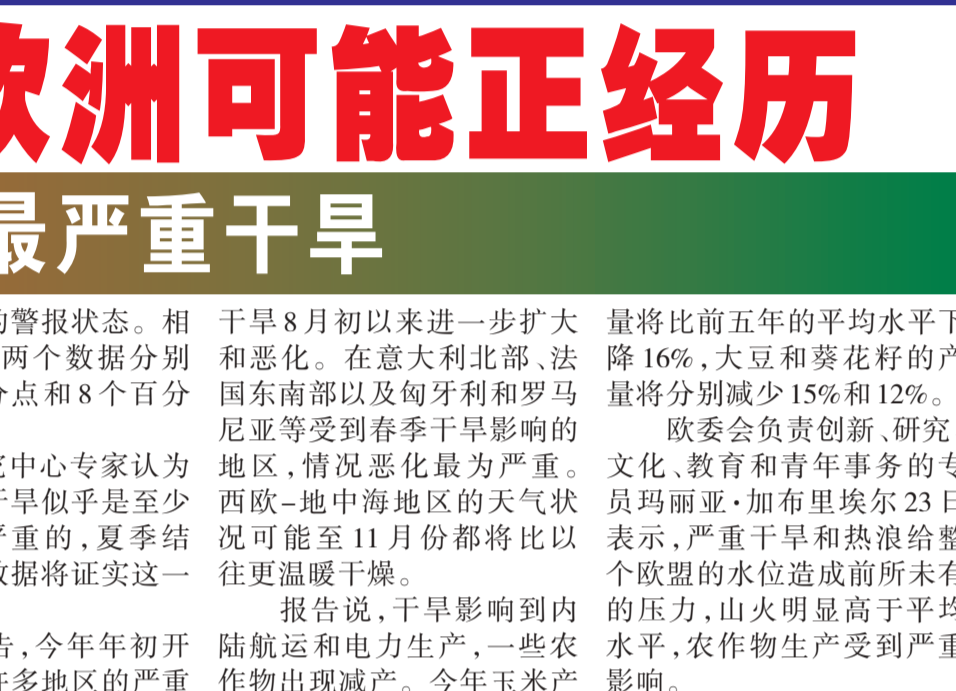 欧洲可能正经历
最严重干旱
的警报状态。相
两个数据分别
分点和8个百分
究中心专家认为
干旱似乎是至少
严重的,夏季结
数据将证实这一
告,今年年初开
许多地区的严重
干旱8月初以来进一步扩大
和恶化。在意大利北部、法
国东南部以及匈牙利和罗马
尼亚等受到春季干旱影响的
地区,情况恶化最为严重。
西欧-地中海地区的天气状
况可能至11月份都将比以
往更温暖干燥。
报告说,干旱影响到内
陆航运和电力生产,一些农
作物出现减产。今年玉米产
量将比前五年的平均水平下
降16%,大豆和葵花籽的产
量将分别减少15%和12%。
欧委会负责创新、研究
文化、教育和青年事务的专
员玛丽亚·加布里埃尔23日
表示,严重干旱和热浪给整
个欧盟的水位造成前所未有
的压力,山火明显高于平均
水平,农作物生产受到严重
影响。